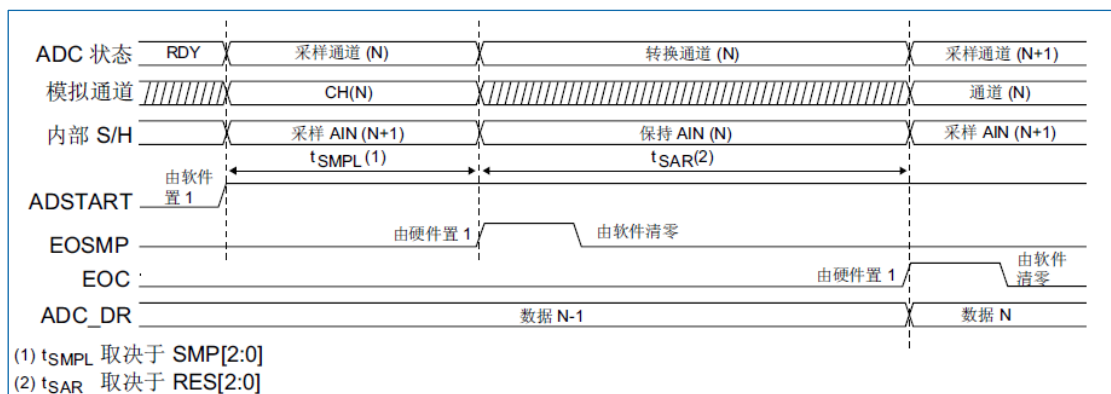 ADC 状态 RDY 采样通道 (N) 转换通道 (N) 采样通道 (N+1)
模拟通道 CH(N) 通道 (N)
内部 S/H 采样 AIN (N+1) 保持 AIN (N) 采样 AIN (N+1)
tSMPL(1) tSAR(2)
由软件
置 1
ADSTART
由硬件置 1 由软件清零
EOSMP
由硬件置 1 由软件
清零
EOC
ADC_DR 数据 N-1 数据 N
(1) tSMPL 取决于 SMP[2:0]
(2) tSAR 取决于 RES[2:0]